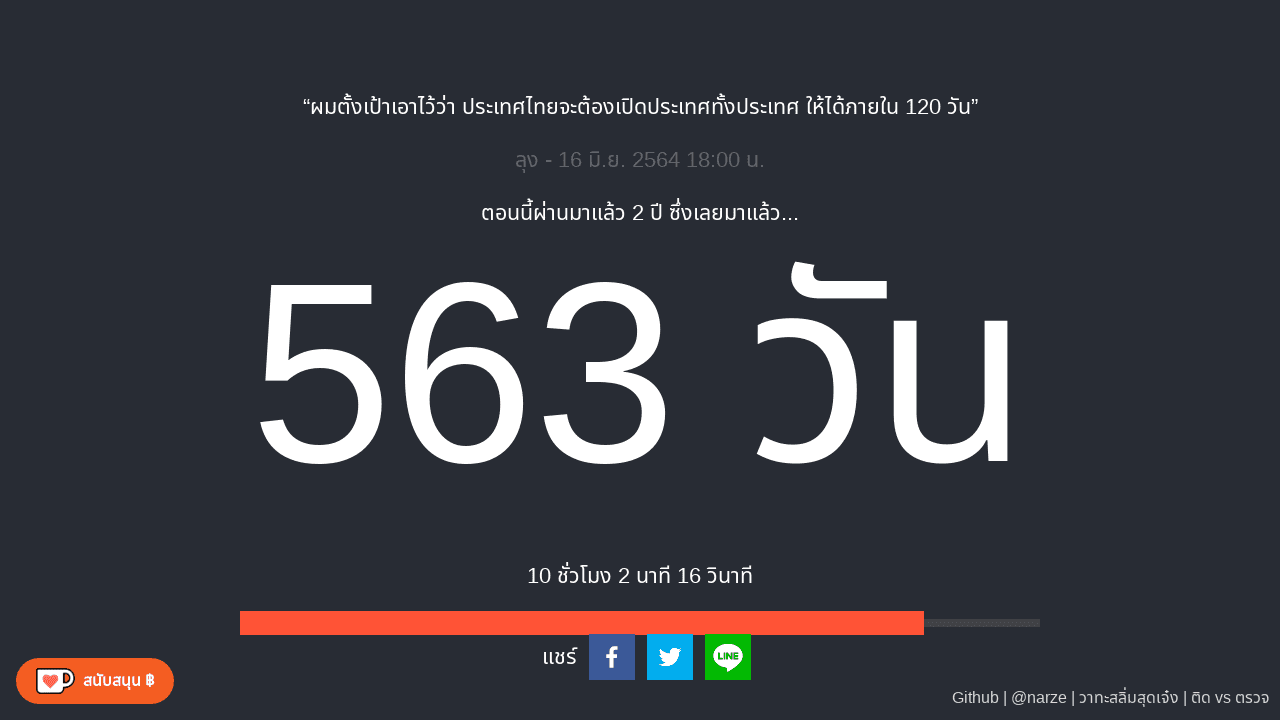 “ผมตั้งเป้าเอาไว้ว่า ประเทศไทยจะต้องเปิดประเทศทั้งประเทศ ให้ได้ภายใน 120 วัน”
ลุง - 16 มิ.ย. 2564 18:00 น.
ตอนนี้ผ่านมาแล้ว 2 ปี ซึ่งเลยมาแล้ว...
563 วัน
10 ชั่วโมง 2 นาที 16 วินาที
แชร์
LINE
สนับสนุน ฿
Github | @narze | วาทะสลิ่มสุดเจ๋ง | ติด vs ตรวจ